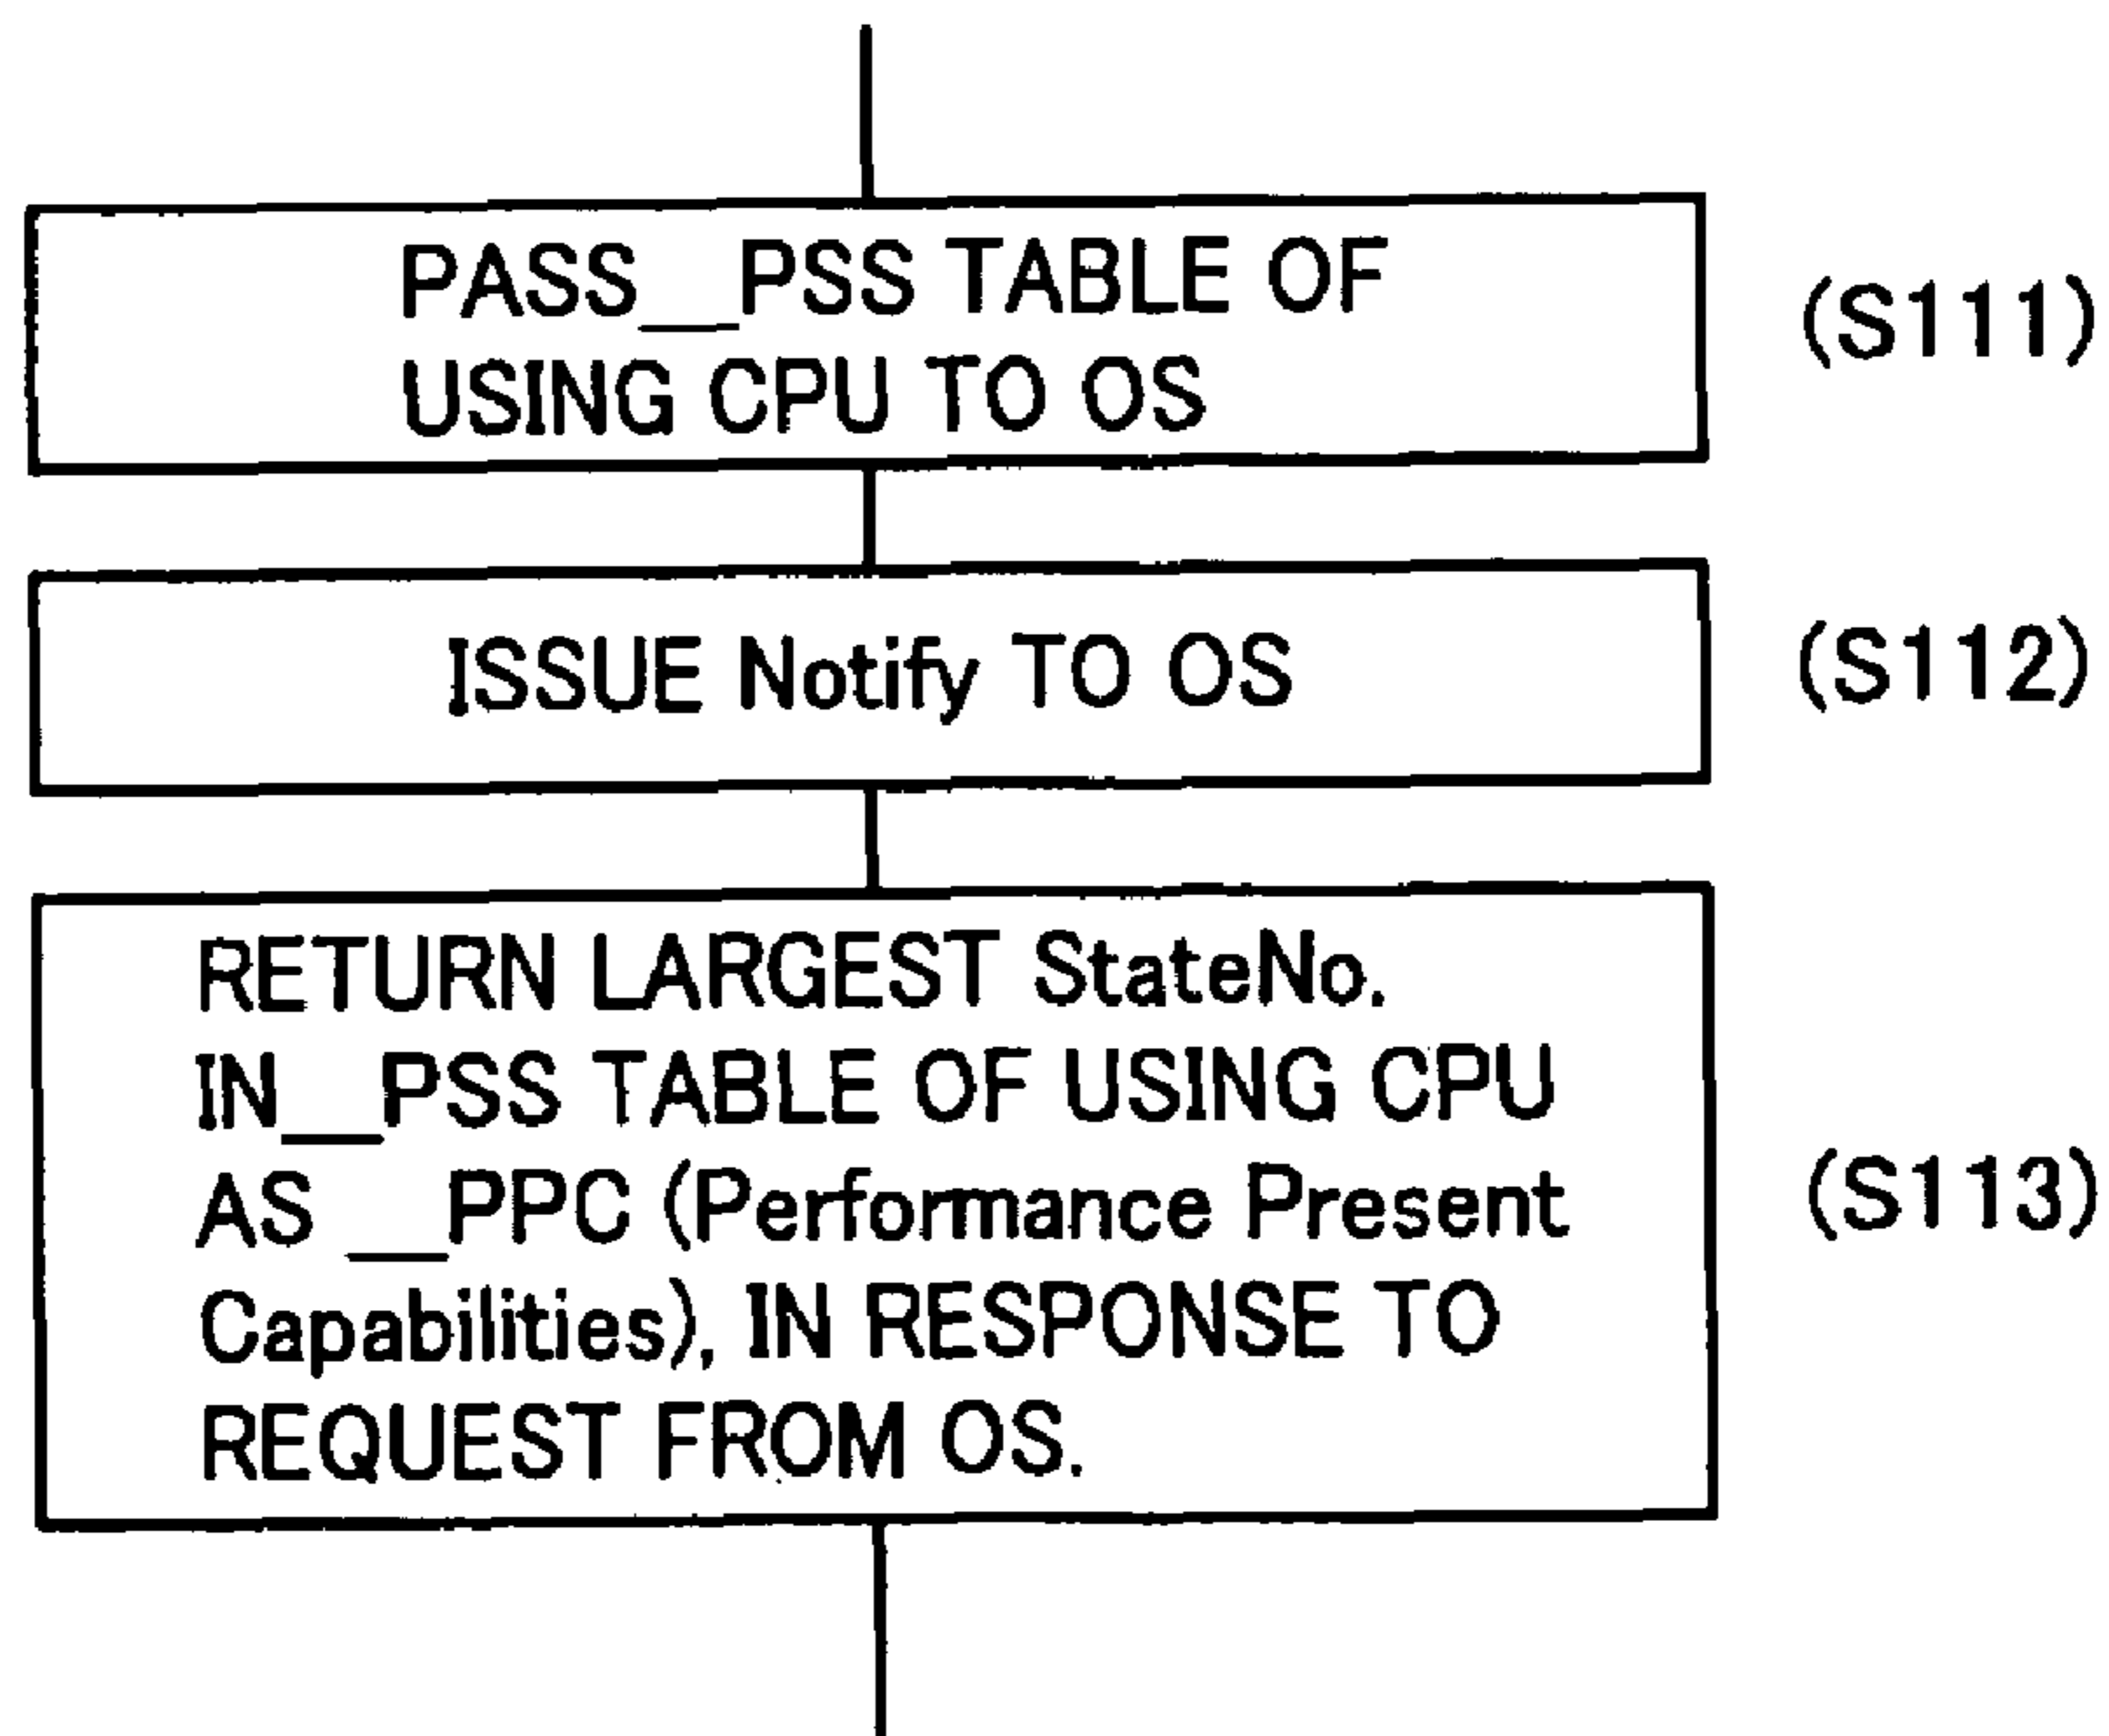 PASS__PSS TABLE OF
USING CPU TO OS
(S111)
ISSUE Notify TO OS
(S112)
RETURN LARGEST StateNo.
IN__PSS TABLE OF USING CPU
AS __PPC (Performance Present
Capabilities), IN RESPONSE TO
REQUEST FROM OS.
(S113)